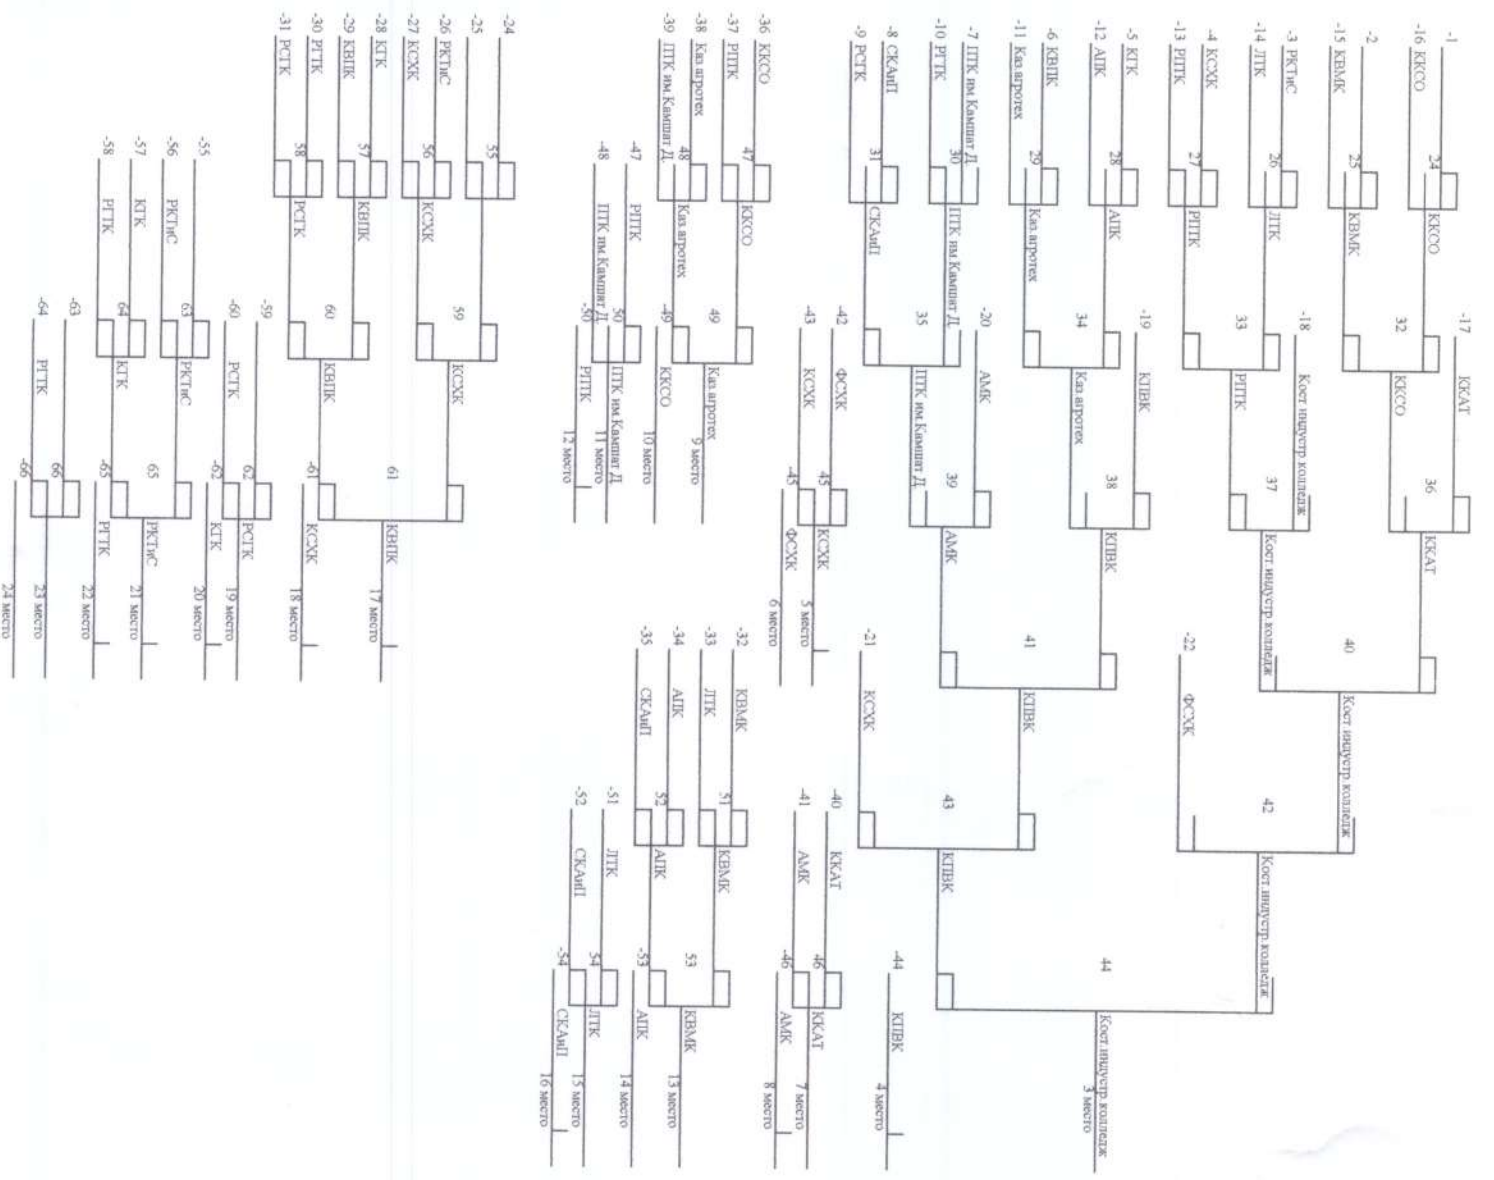 -1
-16 ККСО
24
ККСО
-2
-15 КВМК
25
КВМК
32
ККСО
-17
ККАТ
36
ККАТ
-3 РКТиС
-14 ЛТК
26
ЛТК
-4 КСХК
-13 РПТК
27
РПТК
33
РПТК
-18
Кост.индустр.колледж
37
Кост.индустр.колледж
40
Кост.индустр.колледж
-22
ФСХК
42
Кост.индустр.колледж
-5 КГК
-12 АПК
28
АПК
-6 КВПК
-11 Каз.агротех
29
Каз.агротех
34
Каз.агротех
-19
КПВК
38
КПВК
-7 ПТК им.Камшат Д.
-10 РГТК
30
ПТК им.Камшат Д.
-8 СКАиП
-9 РСГК
31
СКАиП
35
ПТК им.Камшат Д.
-20
АМК
39
АМК
41
КПВК
-21
КСХК
43
КПВК
44
Кост.индустр.колледж
3 место
-44
КПВК
4 место
-42
ФСХК
-43
КСХК
45
КСХК
5 место
-45
ФСХК
6 место
-40
ККАТ
-41
АМК
46
ККАТ
7 место
-46
АМК
8 место
-36 ККСО
-37 РПТК
47
ККСО
-38 Каз.агротех
-39 ПТК им.Камшат Д.
48
Каз.агротех
49
Каз.агротех
9 место
-49
ККСО
10 место
-47
РПТК
-48
ПТК им.Камшат Д.
50
ПТК им.Камшат Д.
11 место
-50
РПТК
12 место
-32
КВМК
-33
ЛТК
51
КВМК
-34
АПК
-35
СКАиП
52
АПК
53
КВМК
13 место
-53
АПК
14 место
-51
ЛТК
-52
СКАиП
54
ЛТК
15 место
-54
СКАиП
16 место
-24
-25
55
-26 РКТиС
-27 КСХК
56
КСХК
59
КСХК
-28 КГК
-29 КВПК
57
КВПК
-30 РГТК
-31 РСГК
58
РСГК
60
КВПК
61
КВПК
17 место
-61
КСХК
18 место
-59
-60
РСГК
62
РСГК
19 место
-62
КГК
20 место
-55
-56
РКТиС
63
РКТиС
-57
КГК
-58
РГТК
64
КГК
65
РКТиС
21 место
-65
РГТК
22 место
-63
-64
РГТК
66
23 место
-66
24 место